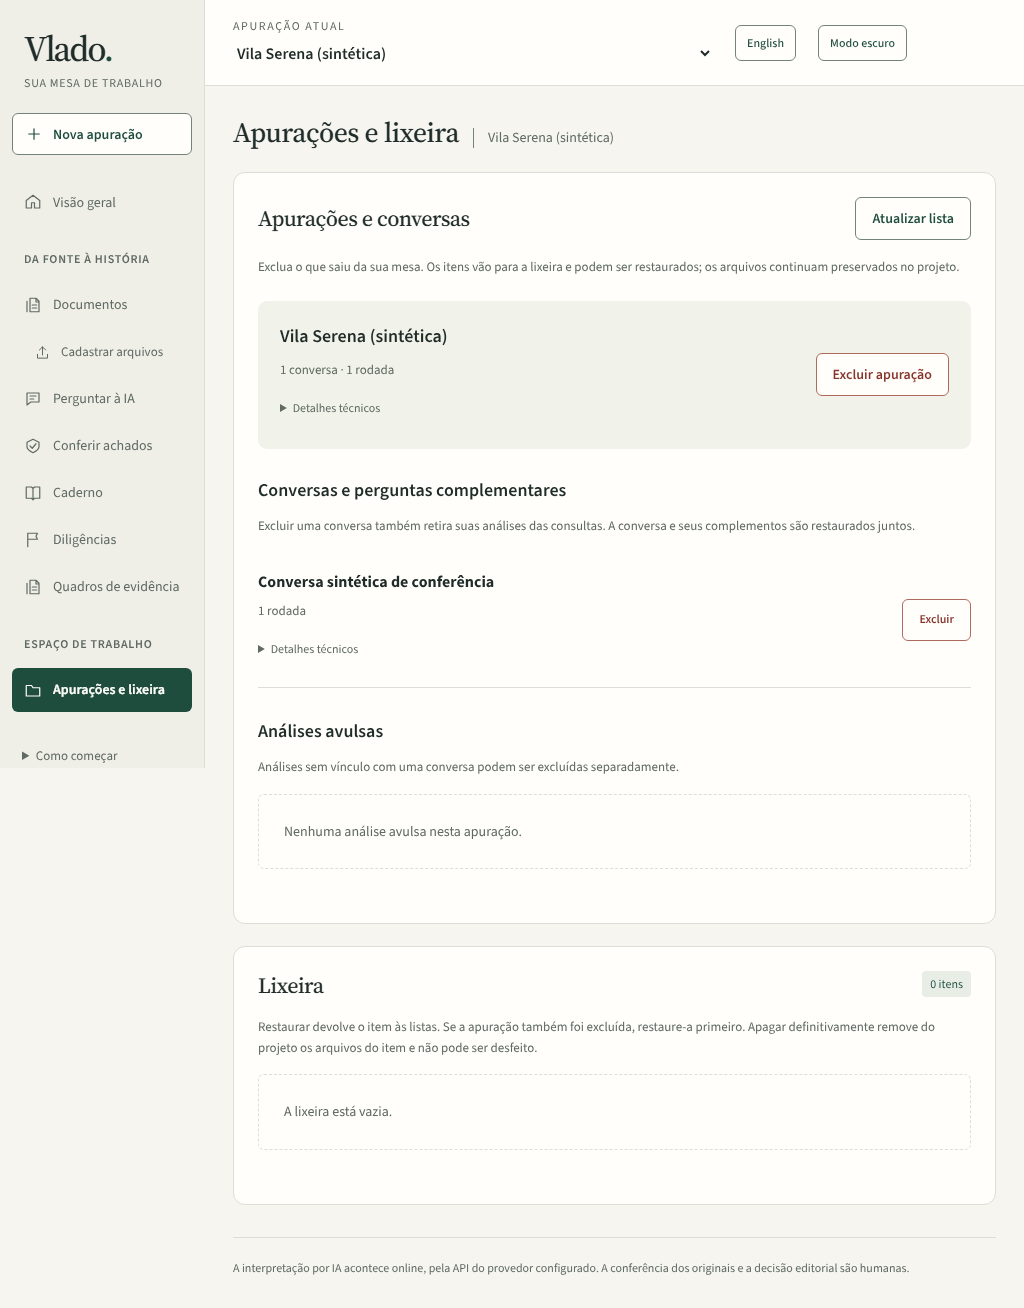 Vlado.
SUA MESA DE TRABALHO
Nova apuração
Visão geral
DA FONTE À HISTÓRIA
Documentos
Cadastrar arquivos
Perguntar à IA
Conferir achados
Caderno
Diligências
Quadros de evidência
ESPAÇO DE TRABALHO
Apurações e lixeira
Como começar
APURAÇÃO ATUAL
Vila Serena (sintética)
English
Modo escuro
Apurações e lixeira
Vila Serena (sintética)
Apurações e conversas
Atualizar lista
Exclua o que saiu da sua mesa. Os itens vão para a lixeira e podem ser restaurados; os arquivos continuam preservados no projeto.
Vila Serena (sintética)
1 conversa · 1 rodada
Detalhes técnicos
Excluir apuração
Conversas e perguntas complementares
Excluir uma conversa também retira suas análises das consultas. A conversa e seus complementos são restaurados juntos.
Conversa sintética de conferência
1 rodada
Detalhes técnicos
Excluir
Análises avulsas
Análises sem vínculo com uma conversa podem ser excluídas separadamente.
Nenhuma análise avulsa nesta apuração.
Lixeira
0 itens
Restaurar devolve o item às listas. Se a apuração também foi excluída, restaure-a primeiro. Apagar definitivamente remove do
projeto os arquivos do item e não pode ser desfeito.
A lixeira está vazia.
A interpretação por IA acontece online, pela API do provedor configurado. A conferência dos originais e a decisão editorial são humanas.